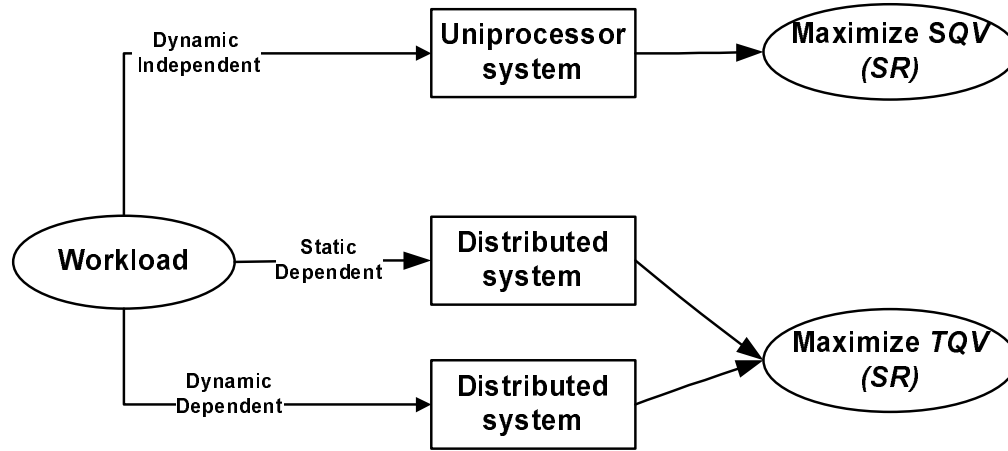 Dynamic
Independent
Uniprocessor
system
Maximize SQV
(SR)
Workload
Static
Dependent
Distributed
system
Dynamic
Dependent
Distributed
system
Maximize TQV
(SR)